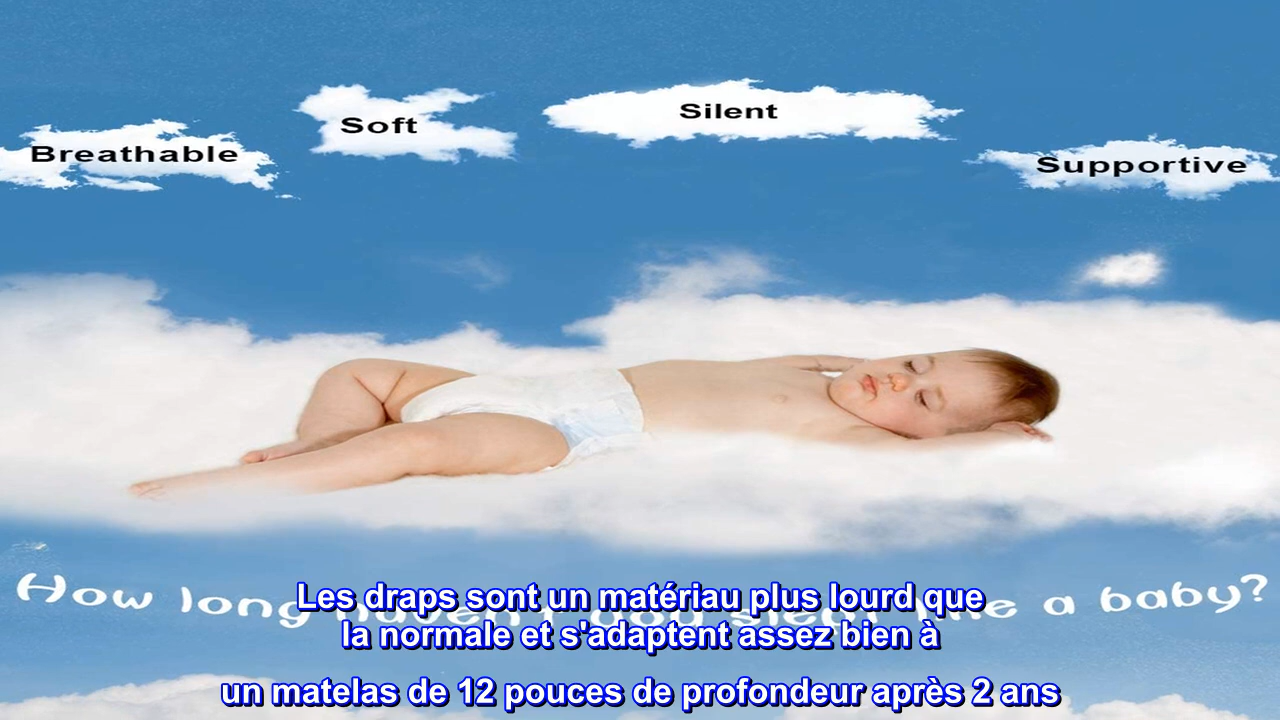 Breathable
Soft
Silent
Supportive
How long a baby?
Les draps sont un matériau plus lourd que
la normale et s'adaptent assez bien à
un matelas de 12 pouces de profondeur après 2 ans